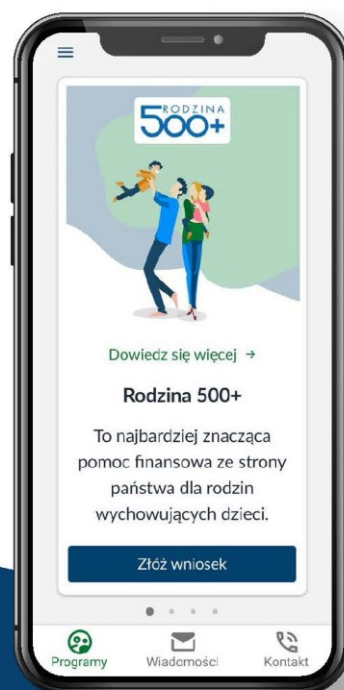 RODZINA
500+
Dowiedz się więcej →
Rodzina 500+
To najbardziej znacząca
pomoc finansowa ze strony
państwa dla rodzin
wychowujących dzieci.
Złóż wniosek
Programy Wiadomości Kontakt